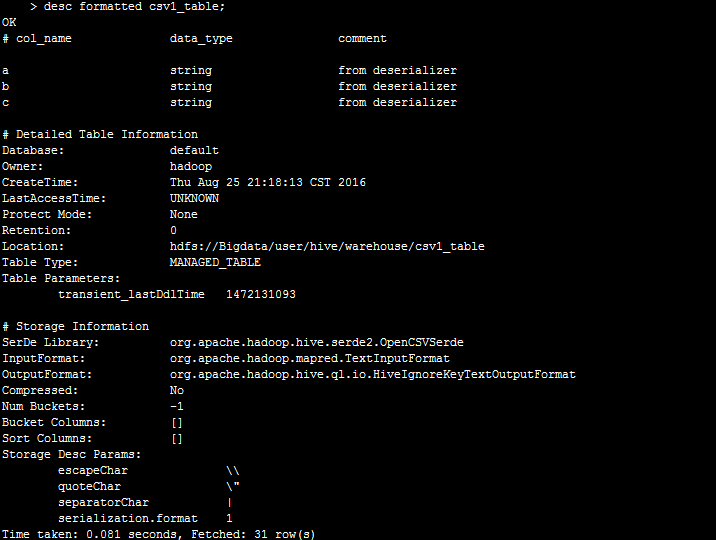 > desc formatted csv1_table;
OK
# col_name data_type comment
a string from deserializer
b string from deserializer
c string from deserializer
# Detailed Table Information
Database: default
Owner: hadoop
CreateTime: Thu Aug 25 21:18:13 CST 2016
LastAccessTime: UNKNOWN
Protect Mode: None
Retention: 0
Location: hdfs://Bigdata/user/hive/warehouse/csv1_table
Table Type: MANAGED_TABLE
Table Parameters:
transient_lastDdlTime 1472131093
# Storage Information
SerDe Library: org.apache.hadoop.hive.serde2.OpenCSVSerde
InputFormat: org.apache.hadoop.mapred.TextInputFormat
OutputFormat: org.apache.hadoop.hive.ql.io.HiveIgnoreKeyTextOutputFormat
Compressed: No
Num Buckets: -1
Bucket Columns: []
Sort Columns: []
Storage Desc Params:
escapeChar \\
quoteChar \"
separatorChar |
serialization.format 1
Time taken: 0.081 seconds, Fetched: 31 row(s)